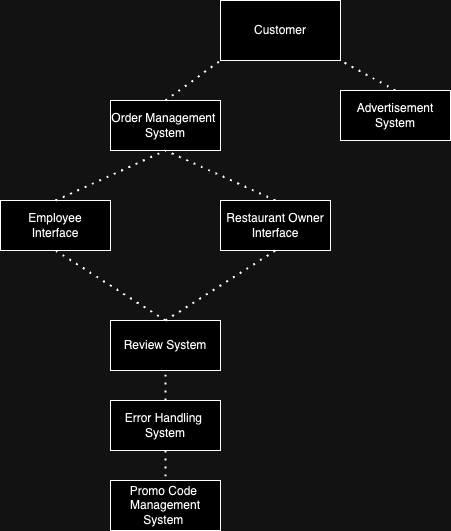 Customer
Order Management
System
Advertisement
System
Employee
Interface
Restaurant Owner
Interface
Review System
Error Handling
System
Promo Code
Management
System